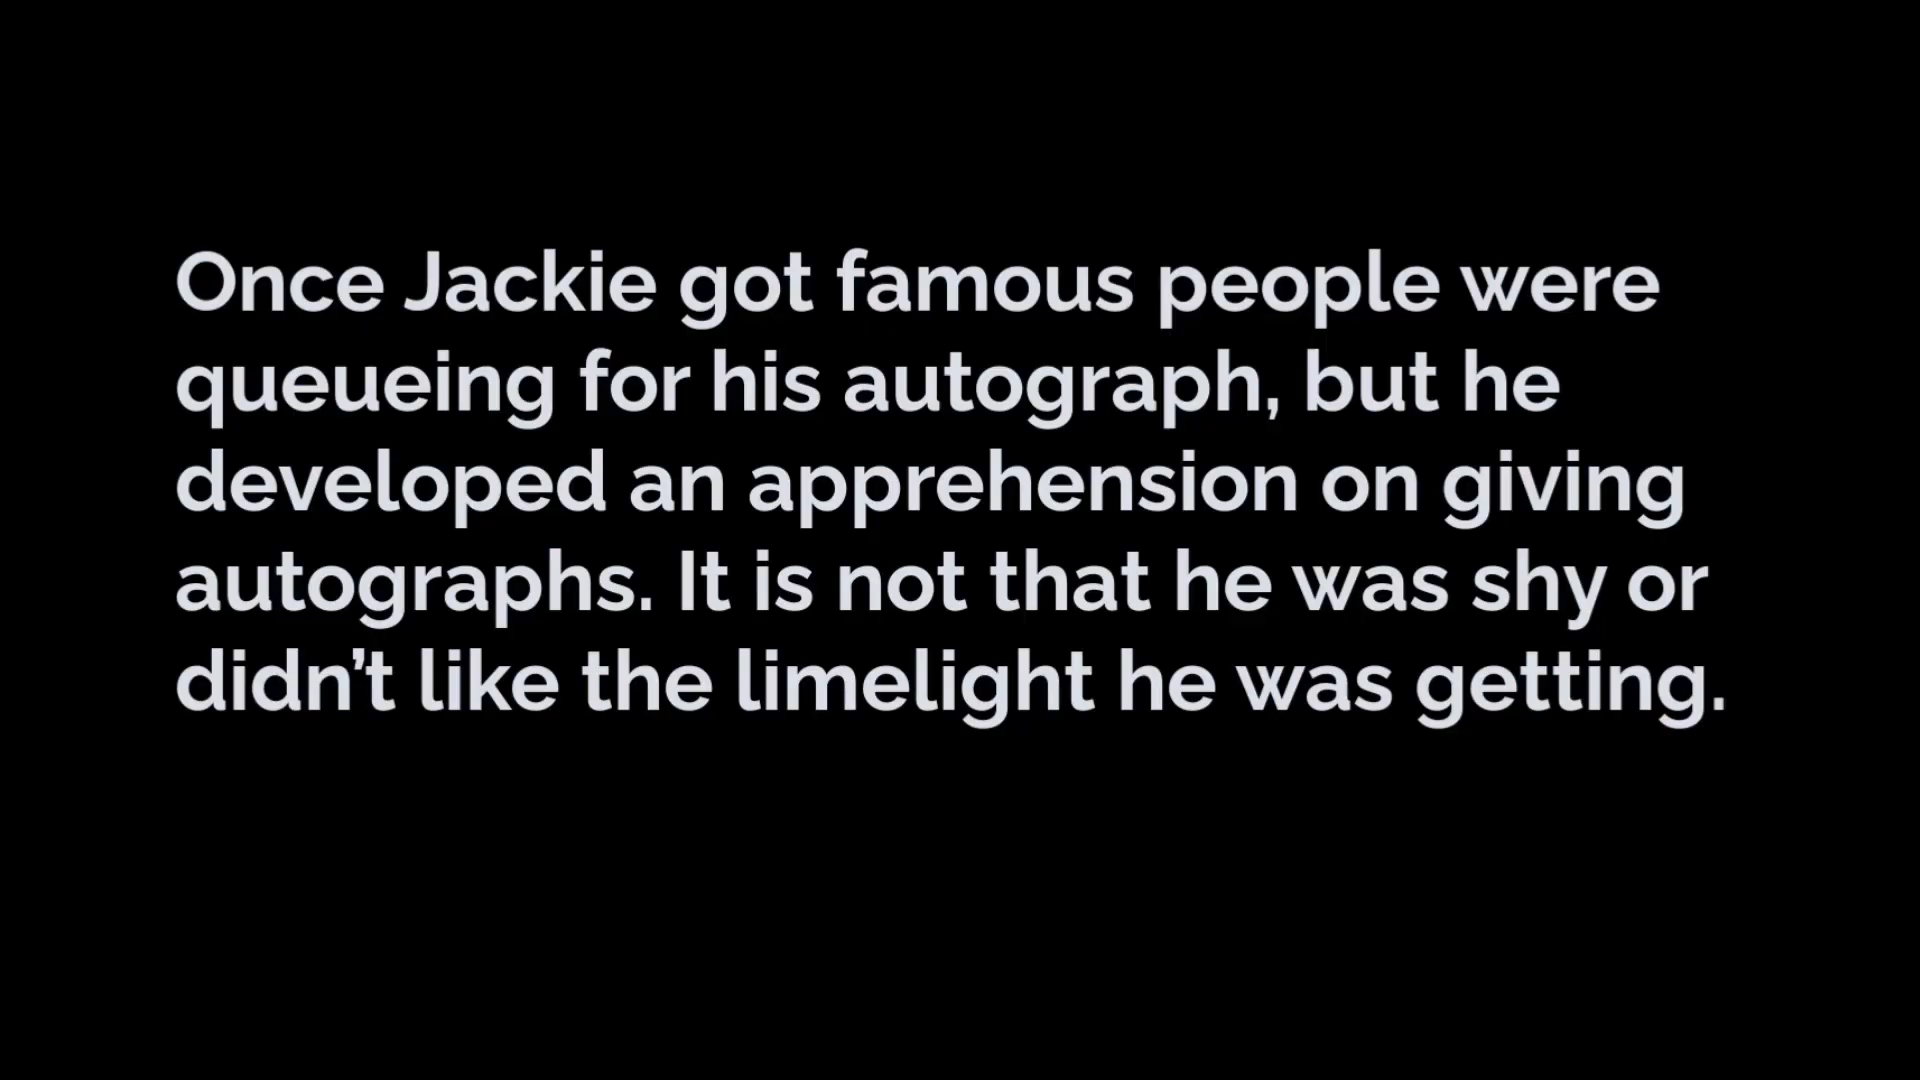 Once Jackie got famous people were
queueing for his autograph, but he
developed an apprehension on giving
autographs. It is not that he was shy or
didn’t like the limelight he was getting.